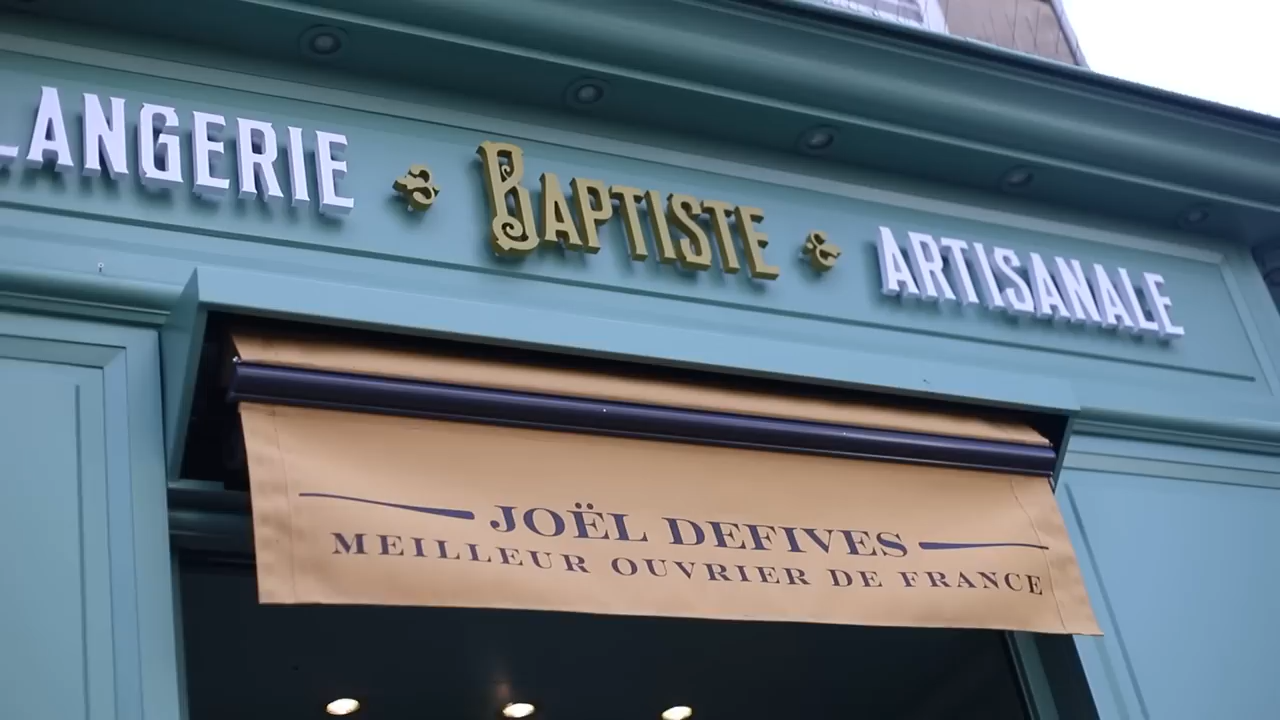 LANGERIE BAPTISTE ARTISANALE
JOËL DEFIVES
MEILLEUR OUVRIER DE FRANCE